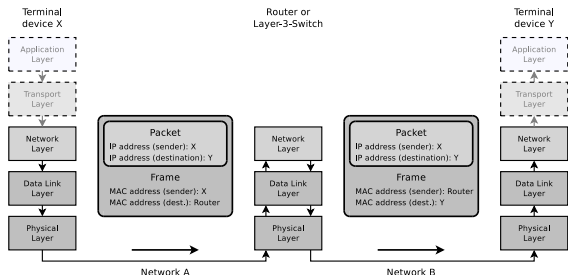 Terminal
device X
Router or
Layer-3-Switch
Terminal
device Y
Application
Layer
Transport
Layer
Network
Layer
Data Link
Layer
Physical
Layer
Packet
IP address (sender): X
IP address (destination): Y
Frame
MAC address (sender): X
MAC address (dest.): Router
Network
Layer
Data Link
Layer
Physical
Layer
Packet
IP address (sender): X
IP address (destination): Y
Frame
MAC address (sender): Router
MAC address (dest.): Y
Application
Layer
Transport
Layer
Network
Layer
Data Link
Layer
Physical
Layer
Network A
Network B